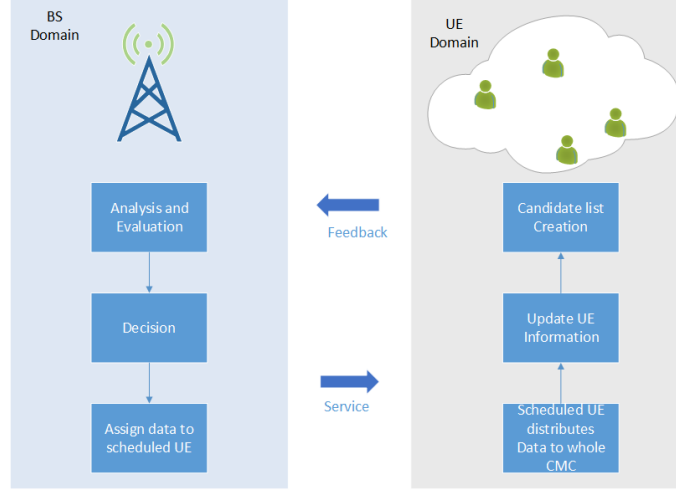 BS
Domain
UE
Domain
Analysis and
Evaluation
Feedback
Candidate list
Creation
Decision
Update UE
Information
Service
Assign data to
scheduled UE
Scheduled UE
distributes
Data to whole
CMC